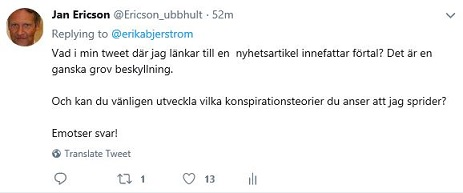 Jan Ericson @Ericson_ubbhult · 52m
Replying to @erikabjerstrom
Vad i min tweet där jag länkar till en nyhetsartikel innefattar förtal? Det är en
ganska grov beskyllning.
Och kan du vänligen utveckla vilka konspirationsteorier du anser att jag sprider?
Emotser svar!
Translate Tweet
1 13